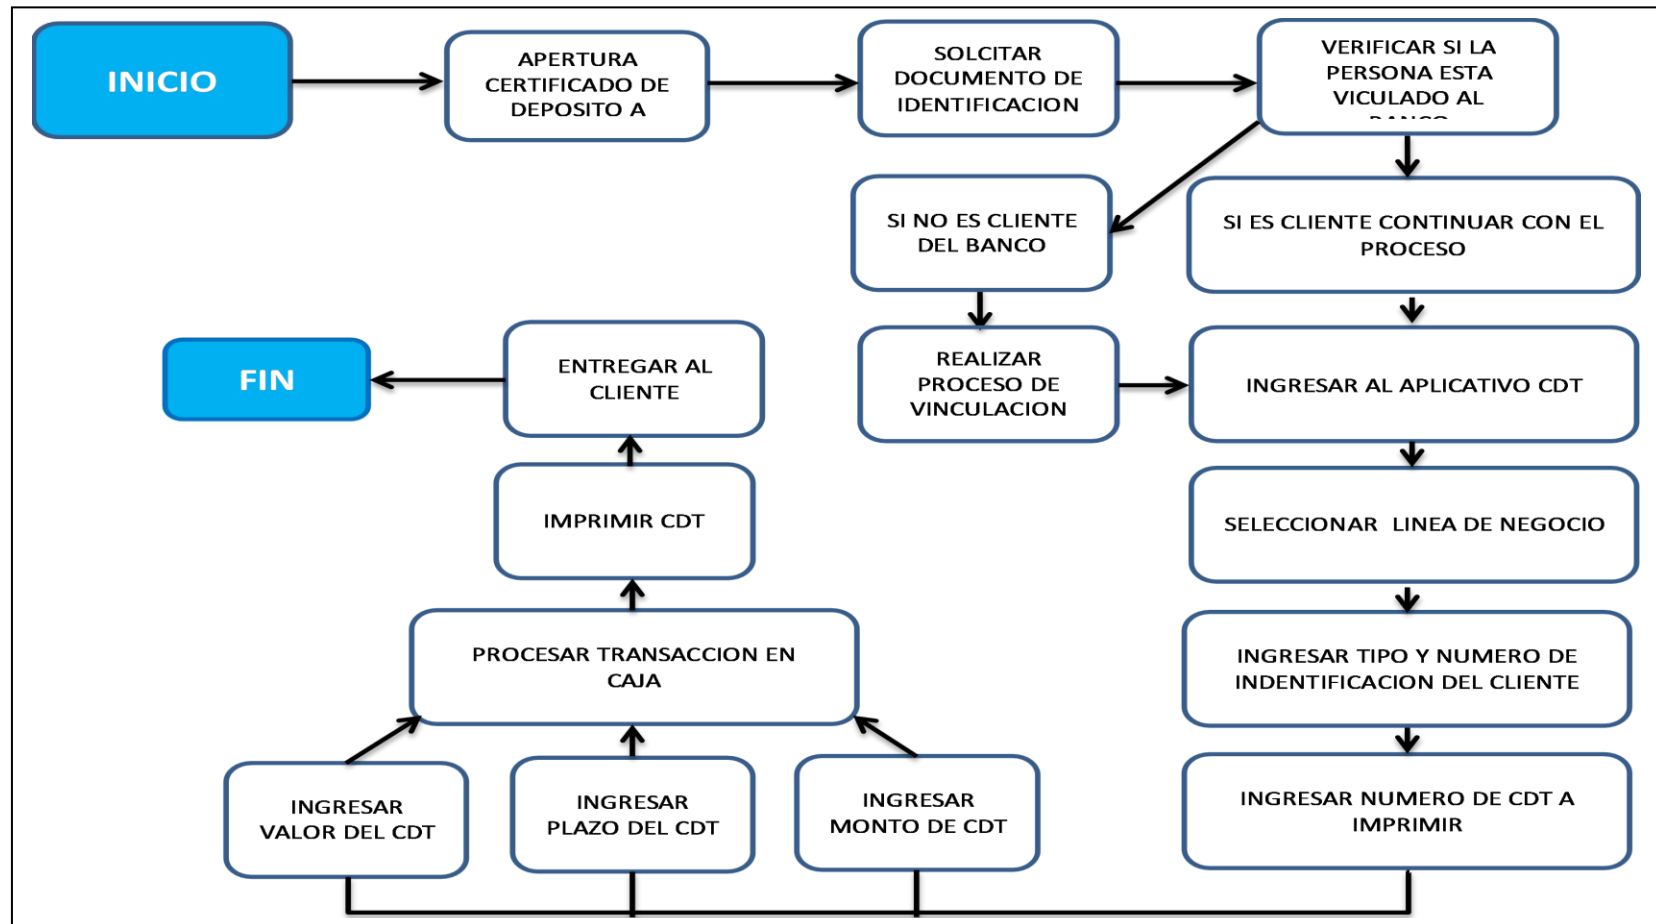 INICIO
APERTURA
CERTIFICADO DE
DEPOSITO A
SOLCITAR
DOCUMENTO DE
IDENTIFICACION
VERIFICAR SI LA
PERSONA ESTA
VICULADO AL
BANCO
SI NO ES CLIENTE
DEL BANCO
SI ES CLIENTE CONTINUAR CON EL
PROCESO
REALIZAR
PROCESO DE
VINCULACION
INGRESAR AL APLICATIVO CDT
SELECCIONAR LINEA DE NEGOCIO
INGRESAR TIPO Y NUMERO DE
INDENTIFICACION DEL CLIENTE
INGRESAR NUMERO DE CDT A
IMPRIMIR
INGRESAR
VALOR DEL CDT
INGRESAR
PLAZO DEL CDT
INGRESAR
MONTO DE CDT
PROCESAR TRANSACCION EN
CAJA
IMPRIMIR CDT
ENTREGAR AL
CLIENTE
FIN